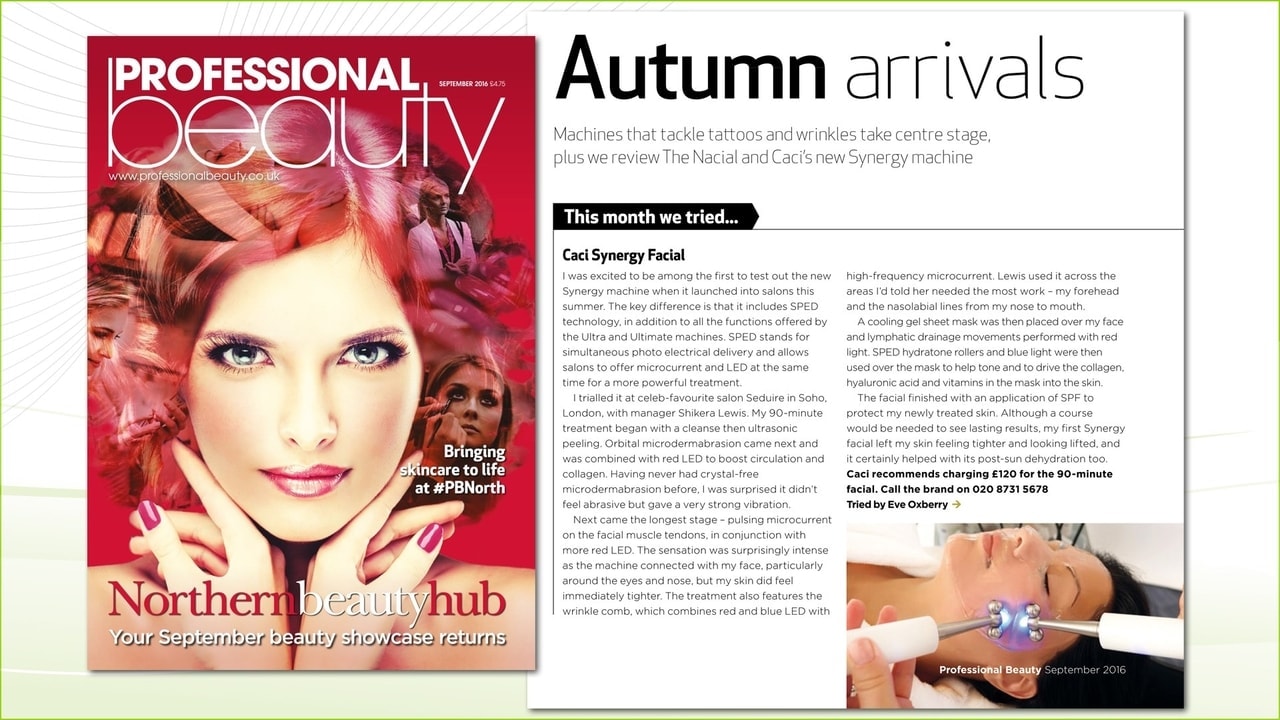 PROFESSIONAL
SEPTEMBER 2016 £4.75
beauty
www.professionalbeauty.co.uk
Bringing
skincare to life
at #PBNorth
Northernbeautyhub
Your September beauty showcase returns
Autumn arrivals
Machines that tackle tattoos and wrinkles take centre stage,
plus we review The Nacial and Caci's new Synergy machine
This month we tried...
Caci Synergy Facial
I was excited to be among the first to test out the new
Synergy machine when it launched into salons this
summer. The key difference is that it includes SPED
technology, in addition to all the functions offered by
the Ultra and Ultimate machines. SPED stands for
simultaneous photo electrical delivery and allows
salons to offer microcurrent and LED at the same
time for a more powerful treatment.
I trialled it at celeb-favourite salon Seduire in Soho,
London, with manager Shikera Lewis. My 90-minute
treatment began with a cleanse then ultrasonic
peeling. Orbital microdermabrasion came next and
was combined with red LED to boost circulation and
collagen. Having never had crystal-free
microdermabrasion before, I was surprised it didn't
feel abrasive but gave a very strong vibration.
Next came the longest stage – pulsing microcurrent
on the facial muscle tendons, in conjunction with
more red LED. The sensation was surprisingly intense
as the machine connected with my face, particularly
around the eyes and nose, but my skin did feel
immediately tighter. The treatment also features the
wrinkle comb, which combines red and blue LED with
high-frequency microcurrent. Lewis used it across the
areas I'd told her needed the most work – my forehead
and the nasolabial lines from my nose to mouth.
A cooling gel sheet mask was then placed over my face
and lymphatic drainage movements performed with red
light. SPED hydratone rollers and blue light were then
used over the mask to help tone and to drive the collagen,
hyaluronic acid and vitamins in the mask into the skin.
The facial finished with an application of SPF to
protect my newly treated skin. Although a course
would be needed to see lasting results, my first Synergy
facial left my skin feeling tighter and looking lifted, and
it certainly helped with its post-sun dehydration too.
Caci recommends charging £120 for the 90-minute
facial. Call the brand on 020 8731 5678
Tried by Eve Oxberry
Professional Beauty September 2016